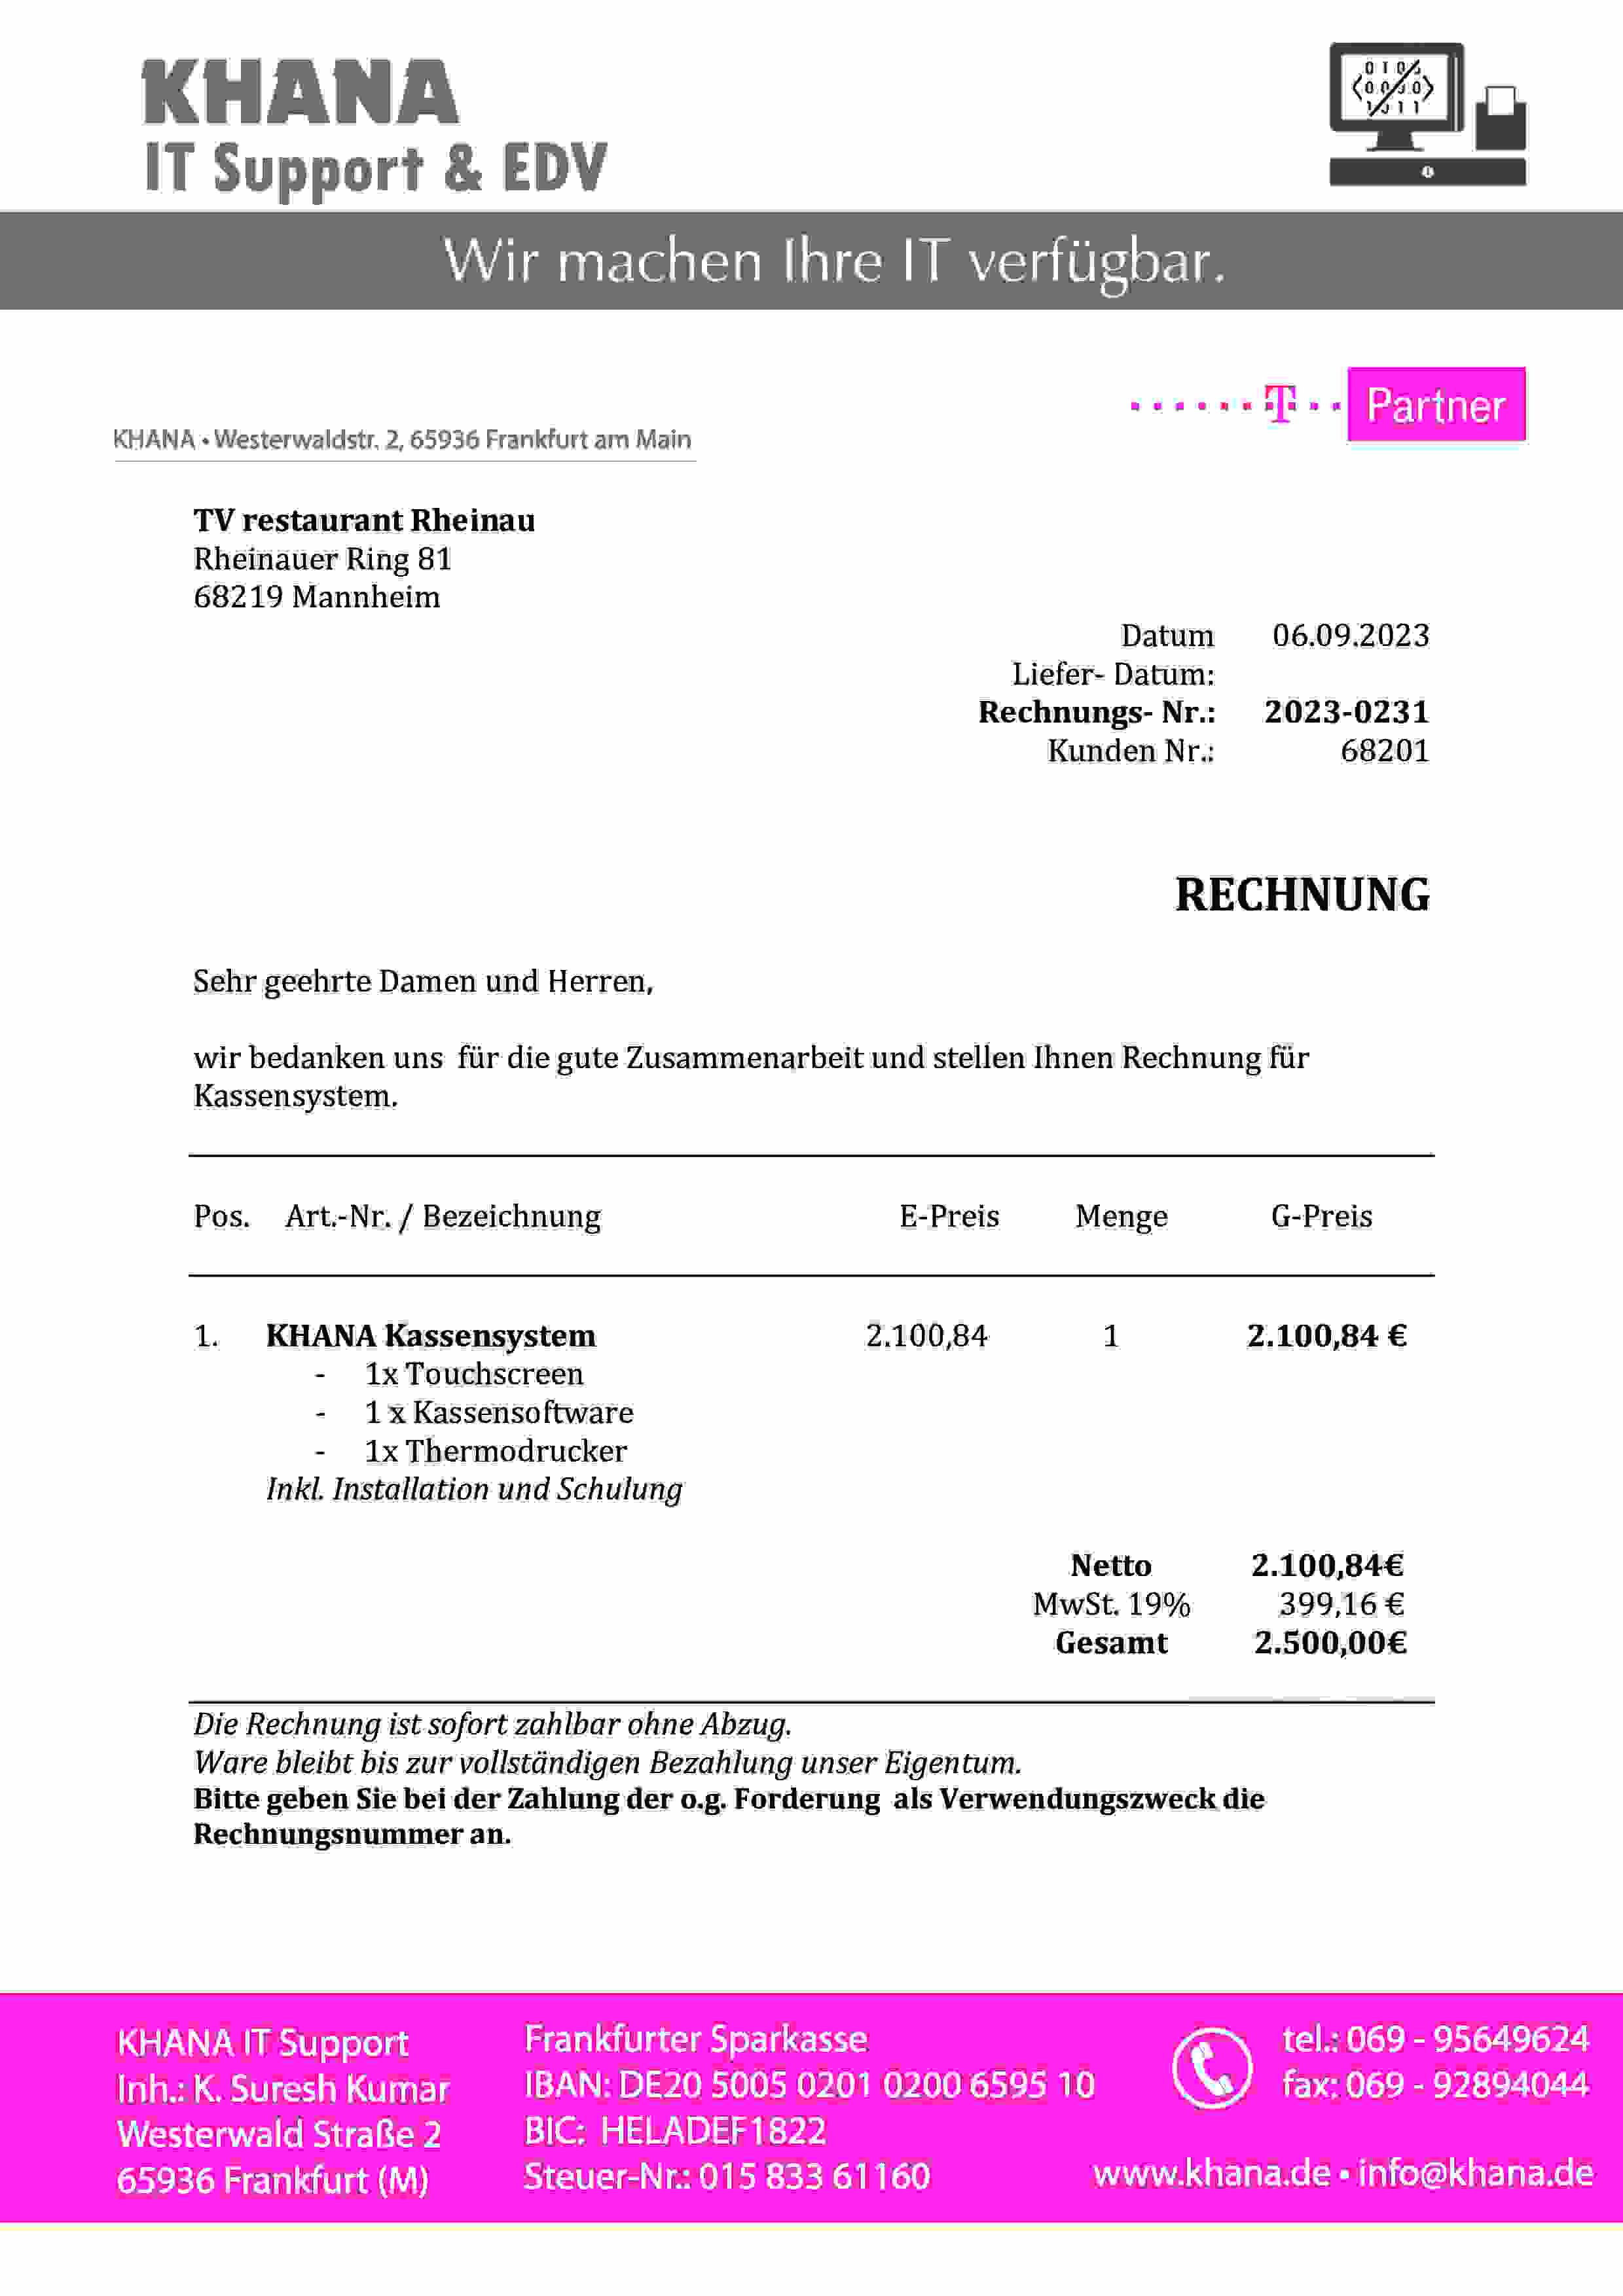 KHANA
IT Support & EDV
Wir machen Ihre IT verfügbar.
T Partner
KHANA • Westerwaldstr. 2, 65936 Frankfurt am Main
TV restaurant Rheinau
Rheinauer Ring 81
68219 Mannheim
Datum 06.09.2023
Liefer- Datum:
Rechnungs- Nr.: 2023-0231
Kunden Nr.: 68201
RECHNUNG
Sehr geehrte Damen und Herren,
wir bedanken uns für die gute Zusammenarbeit und stellen Ihnen Rechnung für
Kassensystem.
Pos. Art.-Nr. / Bezeichnung E-Preis Menge G-Preis
1. KHANA Kassensystem 2.100,84 1 2.100,84 €
- 1x Touchscreen
- 1 x Kassensoftware
- 1x Thermodrucker
Inkl. Installation und Schulung
Netto 2.100,84€
MwSt. 19% 399,16 €
Gesamt 2.500,00€
Die Rechnung ist sofort zahlbar ohne Abzug.
Ware bleibt bis zur vollständigen Bezahlung unser Eigentum.
Bitte geben Sie bei der Zahlung der o.g. Forderung als Verwendungszweck die
Rechnungsnummer an.
KHANA IT Support
Inh.: K. Suresh Kumar
Westerwald Straße 2
65936 Frankfurt (M)
Frankfurter Sparkasse
IBAN: DE20 5005 0201 0200 6595 10
BIC: HELADEF1822
Steuer-Nr.: 015 833 61160
tel.: 069 - 95649624
fax: 069 - 92894044
www.khana.de • info@khana.de